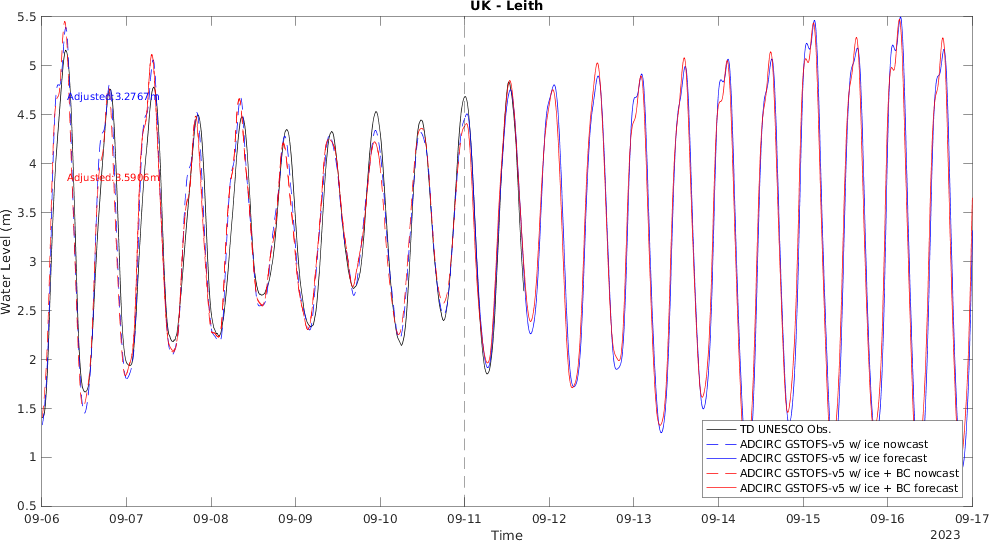 UK - Leith
5.5
5
4.5
4
3.5
3
2.5
2
1.5
1
0.5
Water Level (m)
Adjusted:3.2767m
Adjusted:3.5906m
TD UNESCO Obs.
ADCIRC GSTOFS-v5 w/ ice nowcast
ADCIRC GSTOFS-v5 w/ ice forecast
ADCIRC GSTOFS-v5 w/ ice + BC nowcast
ADCIRC GSTOFS-v5 w/ ice + BC forecast
09-06 09-07 09-08 09-09 09-10 09-11 09-12 09-13 09-14 09-15 09-16 09-17
Time
2023